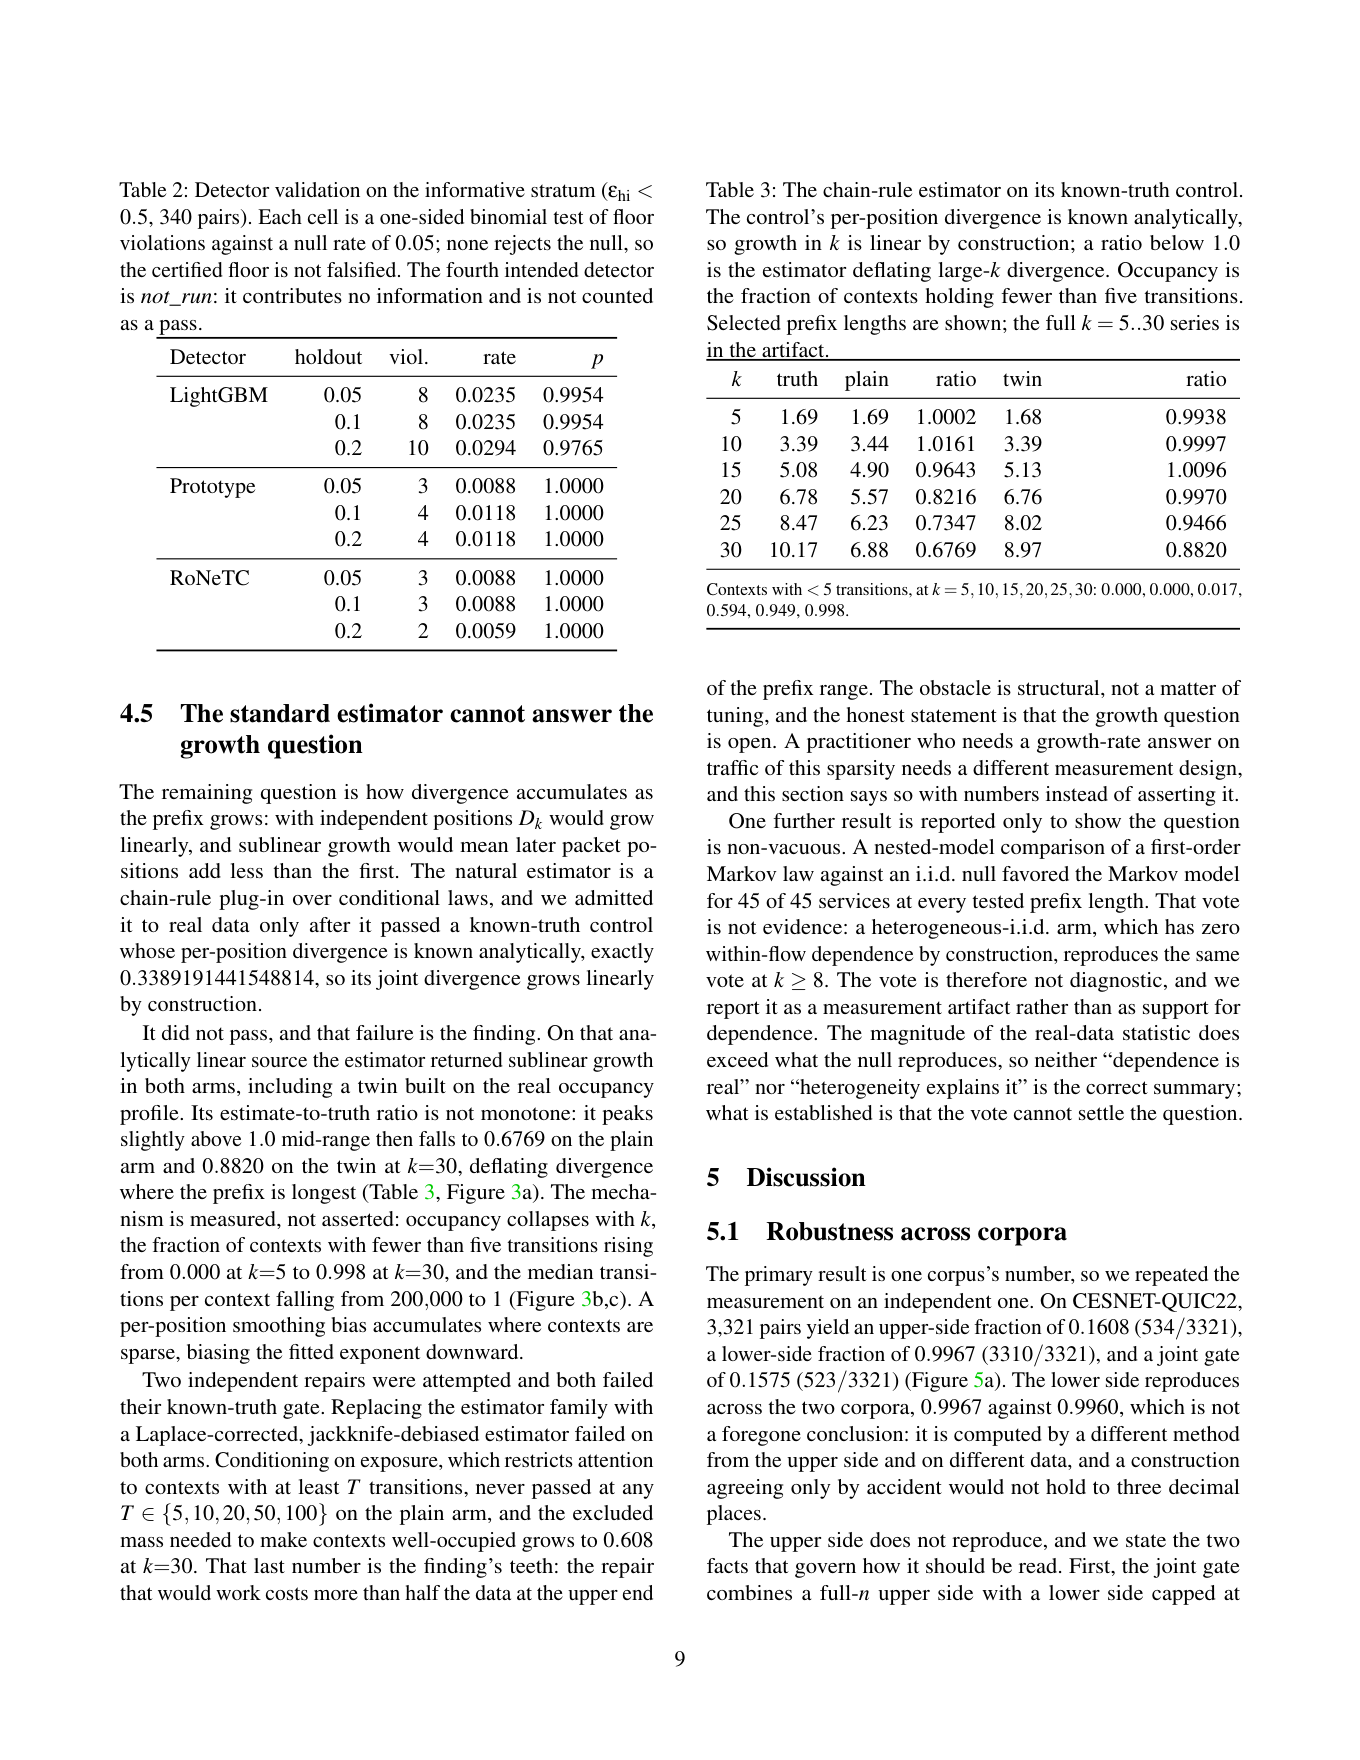 Table 2: Detector validation on the informative stratum (εhi <
0.5, 340 pairs). Each cell is a one-sided binomial test of floor
violations against a null rate of 0.05; none rejects the null, so
the certified floor is not falsified. The fourth intended detector
is not_run: it contributes no information and is not counted
as a pass.
Detector holdout viol. rate p
LightGBM 0.05 8 0.0235 0.9954
0.1 8 0.0235 0.9954
0.2 10 0.0294 0.9765
Prototype 0.05 3 0.0088 1.0000
0.1 4 0.0118 1.0000
0.2 4 0.0118 1.0000
RoNeTC 0.05 3 0.0088 1.0000
0.1 3 0.0088 1.0000
0.2 2 0.0059 1.0000
4.5 The standard estimator cannot answer the
growth question
The remaining question is how divergence accumulates as
the prefix grows: with independent positions Dk would grow
linearly, and sublinear growth would mean later packet po-
sitions add less than the first. The natural estimator is a
chain-rule plug-in over conditional laws, and we admitted
it to real data only after it passed a known-truth control
whose per-position divergence is known analytically, exactly
0.3389191441548814, so its joint divergence grows linearly
by construction.
It did not pass, and that failure is the finding. On that ana-
lytically linear source the estimator returned sublinear growth
in both arms, including a twin built on the real occupancy
profile. Its estimate-to-truth ratio is not monotone: it peaks
slightly above 1.0 mid-range then falls to 0.6769 on the plain
arm and 0.8820 on the twin at k=30, deflating divergence
where the prefix is longest (Table 3, Figure 3a). The mecha-
nism is measured, not asserted: occupancy collapses with k,
the fraction of contexts with fewer than five transitions rising
from 0.000 at k=5 to 0.998 at k=30, and the median transi-
tions per context falling from 200,000 to 1 (Figure 3b,c). A
per-position smoothing bias accumulates where contexts are
sparse, biasing the fitted exponent downward.
Two independent repairs were attempted and both failed
their known-truth gate. Replacing the estimator family with
a Laplace-corrected, jackknife-debiased estimator failed on
both arms. Conditioning on exposure, which restricts attention
to contexts with at least T transitions, never passed at any
T ∈ {5, 10, 20, 50, 100} on the plain arm, and the excluded
mass needed to make contexts well-occupied grows to 0.608
at k=30. That last number is the finding's teeth: the repair
that would work costs more than half the data at the upper end
Table 3: The chain-rule estimator on its known-truth control.
The control's per-position divergence is known analytically,
so growth in k is linear by construction; a ratio below 1.0
is the estimator deflating large-k divergence. Occupancy is
the fraction of contexts holding fewer than five transitions.
Selected prefix lengths are shown; the full k = 5..30 series is
in the artifact.
k truth plain ratio twin ratio
5 1.69 1.69 1.0002 1.68 0.9938
10 3.39 3.44 1.0161 3.39 0.9997
15 5.08 4.90 0.9643 5.13 1.0096
20 6.78 5.57 0.8216 6.76 0.9970
25 8.47 6.23 0.7347 8.02 0.9466
30 10.17 6.88 0.6769 8.97 0.8820
Contexts with < 5 transitions, at k = 5, 10, 15, 20, 25, 30: 0.000, 0.000, 0.017,
0.594, 0.949, 0.998.
of the prefix range. The obstacle is structural, not a matter of
tuning, and the honest statement is that the growth question
is open. A practitioner who needs a growth-rate answer on
traffic of this sparsity needs a different measurement design,
and this section says so with numbers instead of asserting it.
One further result is reported only to show the question
is non-vacuous. A nested-model comparison of a first-order
Markov law against an i.i.d. null favored the Markov model
for 45 of 45 services at every tested prefix length. That vote
is not evidence: a heterogeneous-i.i.d. arm, which has zero
within-flow dependence by construction, reproduces the same
vote at k ≥ 8. The vote is therefore not diagnostic, and we
report it as a measurement artifact rather than as support for
dependence. The magnitude of the real-data statistic does
exceed what the null reproduces, so neither “dependence is
real” nor “heterogeneity explains it” is the correct summary;
what is established is that the vote cannot settle the question.
5 Discussion
5.1 Robustness across corpora
The primary result is one corpus's number, so we repeated the
measurement on an independent one. On CESNET-QUIC22,
3,321 pairs yield an upper-side fraction of 0.1608 (534/3321),
a lower-side fraction of 0.9967 (3310/3321), and a joint gate
of 0.1575 (523/3321) (Figure 5a). The lower side reproduces
across the two corpora, 0.9967 against 0.9960, which is not
a foregone conclusion: it is computed by a different method
from the upper side and on different data, and a construction
agreeing only by accident would not hold to three decimal
places.
The upper side does not reproduce, and we state the two
facts that govern how it should be read. First, the joint gate
combines a full-n upper side with a lower side capped at
9